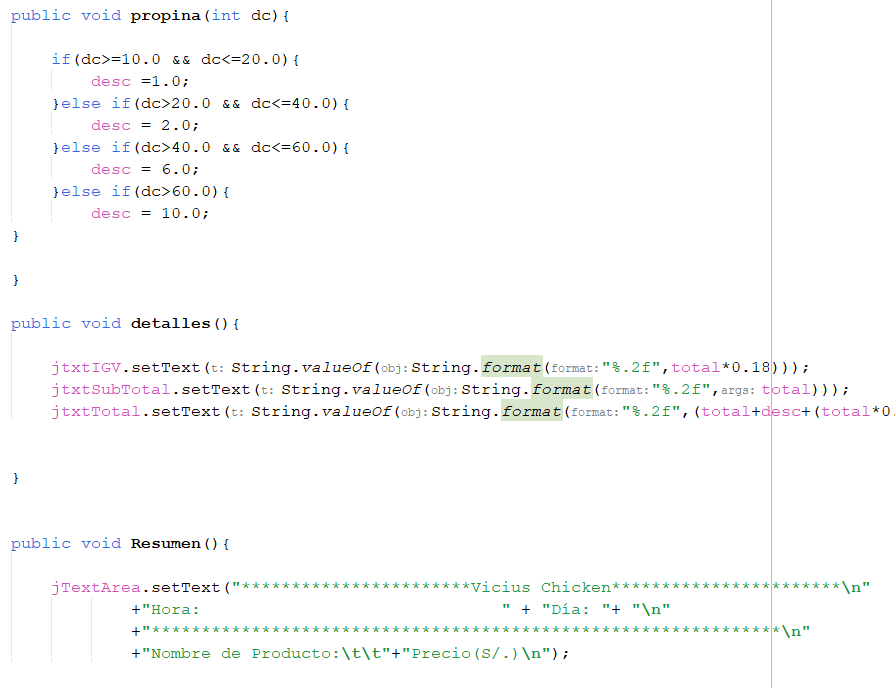 public void propina(int dc){
if(dc>=10.0 && dc<=20.0){
desc =1.0;
}else if(dc>20.0 && dc<=40.0){
desc = 2.0;
}else if(dc>40.0 && dc<=60.0){
desc = 6.0;
}else if(dc>60.0){
desc = 10.0;
}
}
public void detalles(){
jtxtIGV.setText(t: String.valueOf(obj: String.format(format: "%.2f",total*0.18)));
jtxtSubTotal.setText(t: String.valueOf(obj: String.format(format: "%.2f",args: total)));
jtxtTotal.setText(t: String.valueOf(obj: String.format(format: "%.2f",(total+desc+(total*0.
}
public void Resumen(){
jTextArea.setText("***********************Vicius Chicken***********************\n"
+"Hora:                              " + "Día: "+ "\n"
+"***************************************************************\n"
+"Nombre de Producto:\t\t"+"Precio(S/.)\n");